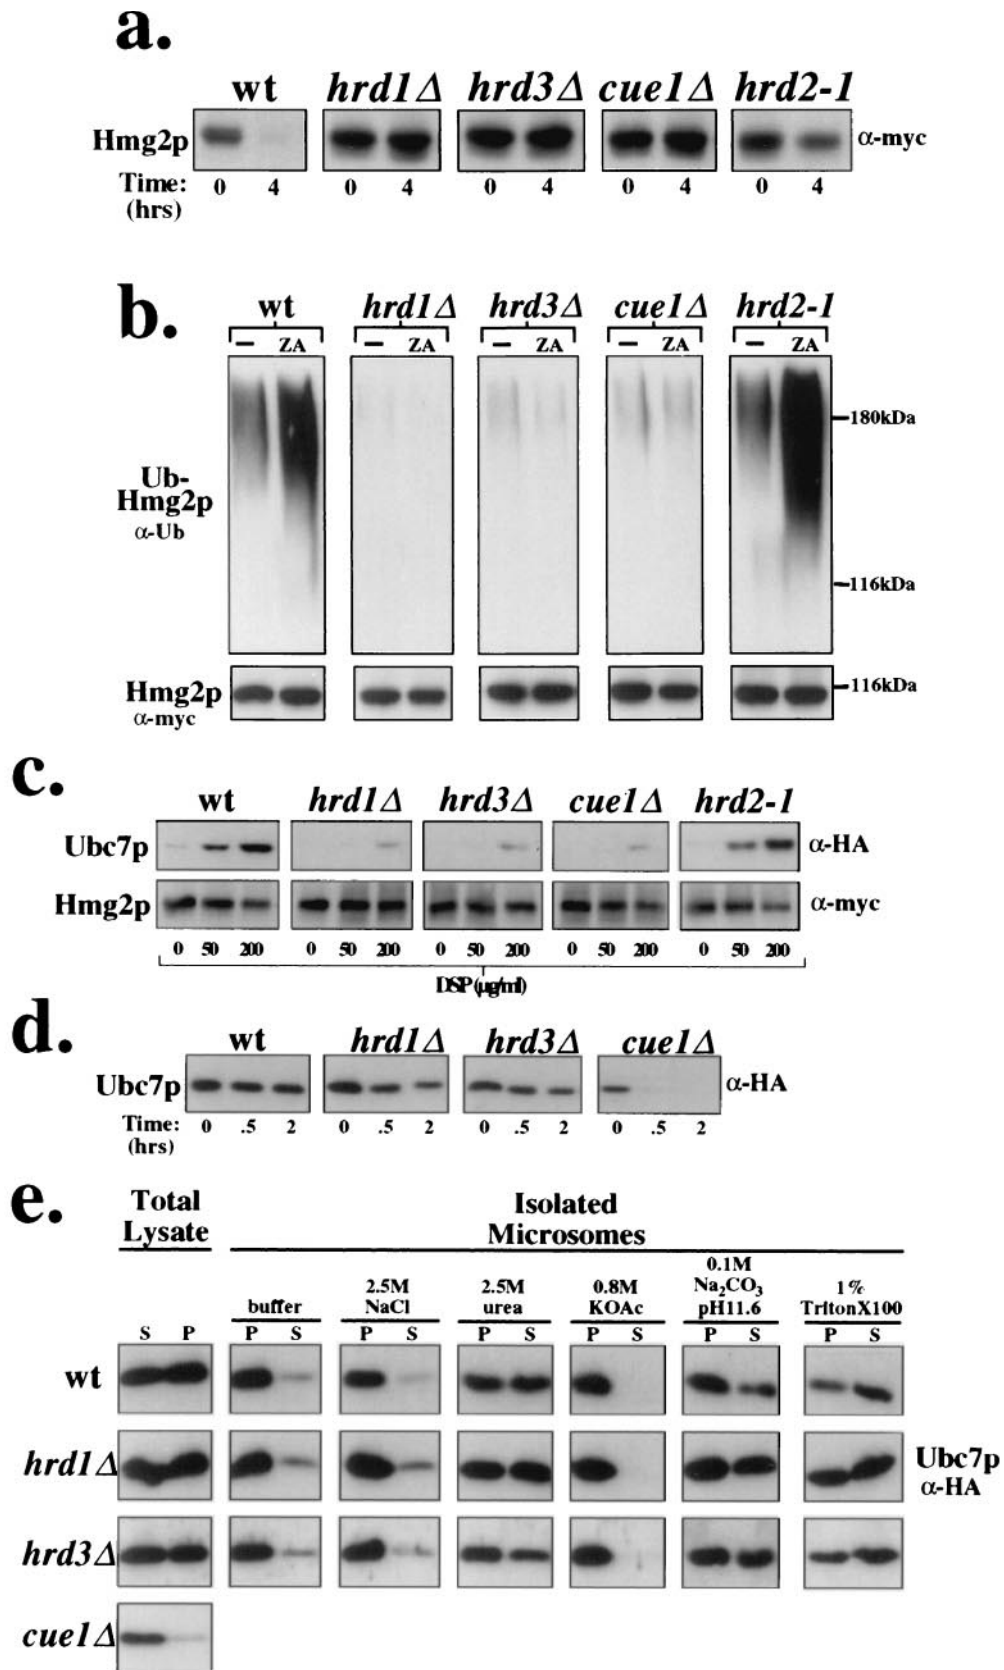 a.
wt hrd1Δ hrd3Δ cue1Δ hrd2-1
Hmg2p α-myc
Time: 0 4 0 4 0 4 0 4 0 4
(hrs)
b.
wt hrd1Δ hrd3Δ cue1Δ hrd2-1
– ZA – ZA – ZA – ZA – ZA
180kDa
Ub-
Hmg2p
α-Ub
116kDa
Hmg2p 116kDa
α-myc
c.
wt hrd1Δ hrd3Δ cue1Δ hrd2-1
Ubc7p α-HA
Hmg2p α-myc
0 50 200 0 50 200 0 50 200 0 50 200 0 50 200
DSP (μg/ml)
d.
wt hrd1Δ hrd3Δ cue1Δ
Ubc7p α-HA
Time: 0 .5 2 0 .5 2 0 .5 2 0 .5 2
(hrs)
e.
Total Isolated
Lysate Microsomes
0.1M
2.5M 2.5M 0.8M Na2CO3 1%
buffer NaCl urea KOAc pH11.6 TritonX100
S P P S P S P S P S P S P S
wt
hrd1Δ Ubc7p
α-HA
hrd3Δ
cue1Δ